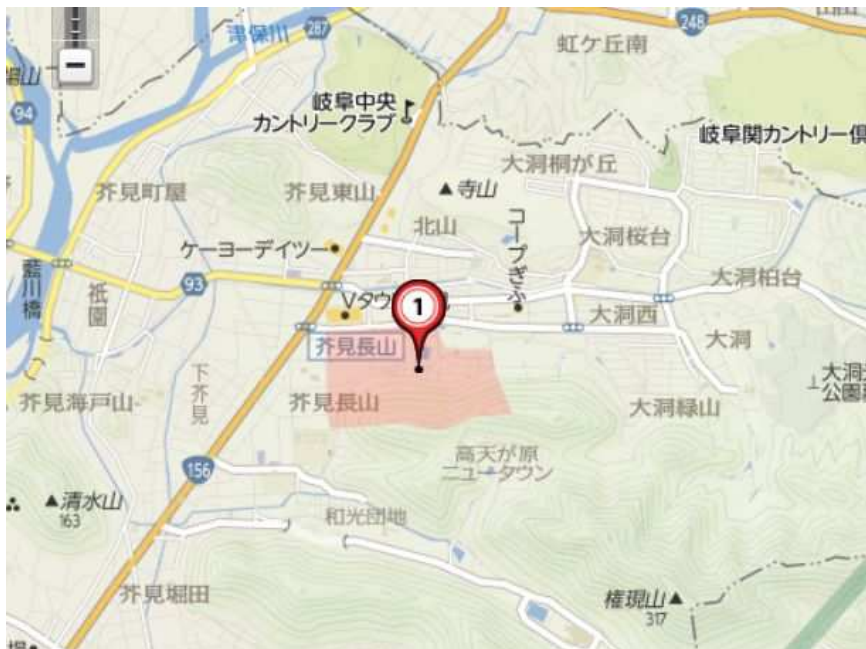 津保川
287
248
虹ケ丘南
94
岐阜中央
カントリークラブ
岐阜関カントリー倶
大洞桐が丘
芥見町屋
芥見東山
寺山
北山
コープぎふ
大洞桜台
ケーヨーデイツー
藍川橋
93
祇園
大洞柏台
Vタウ
1
大洞西
大洞
芥見長山
下芥見
芥見海戸山
芥見長山
大洞緑山
公園
高天が原
ニュータウン
156
清水山
163
和光団地
芥見堀田
権現山
317